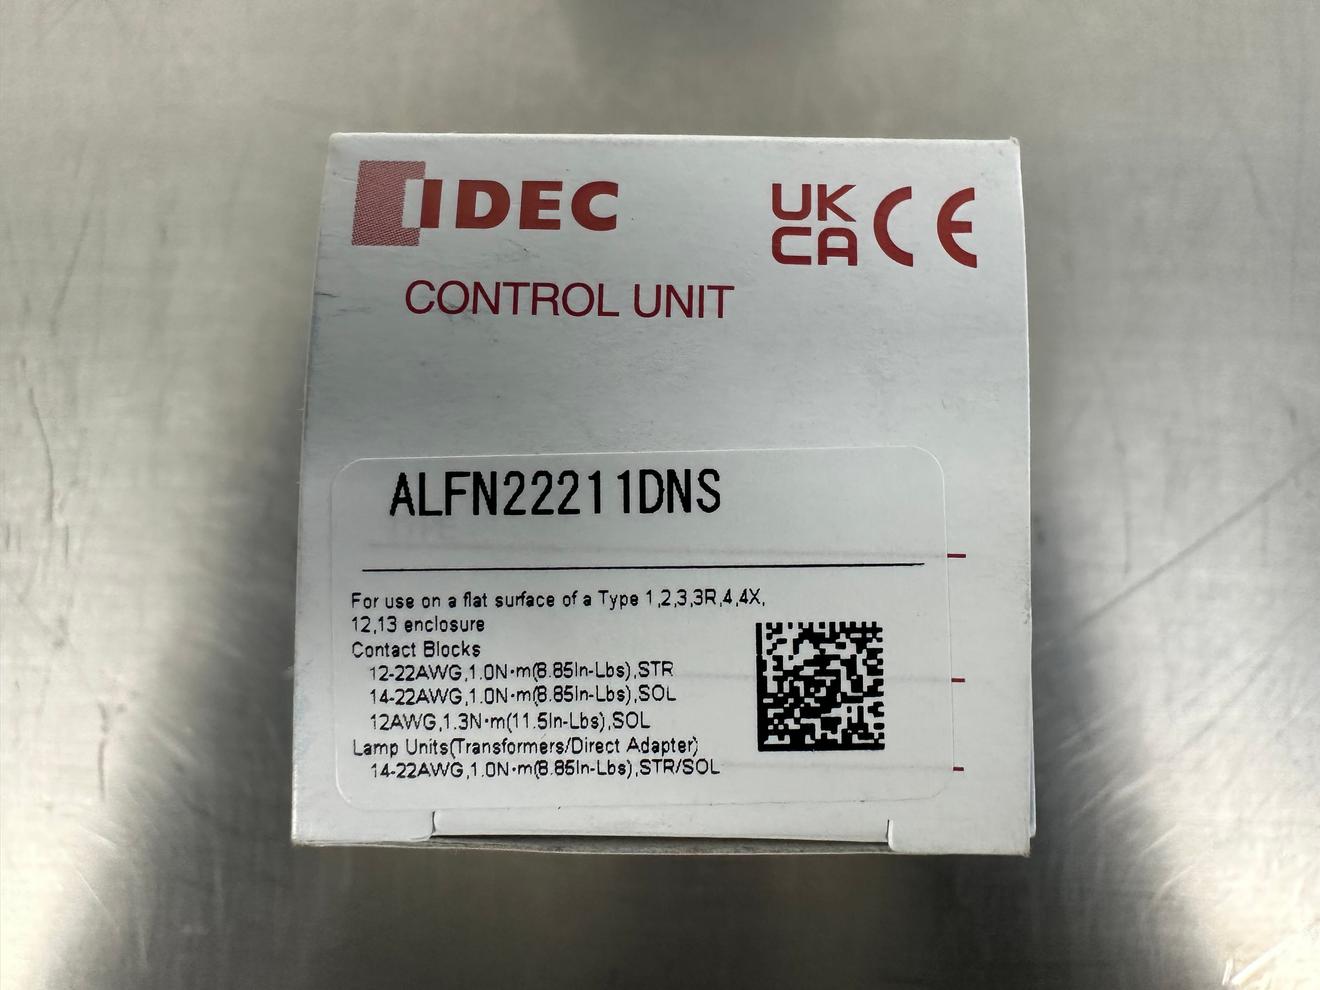 IDEC
UK
CA CE
CONTROL UNIT
ALFN22211DNS
For use on a flat surface of a Type 1,2,3,3R,4,4X,
12,13 enclosure
Contact Blocks
12-22AWG,1.0N·m(8.85In-Lbs),STR
14-22AWG,1.0N·m(8.85In-Lbs),SOL
12AWG,1.3N·m(11.5In-Lbs),SOL
Lamp Units(Transformers/Direct Adapter)
14-22AWG,1.0N·m(8.85In-Lbs),STR/SOL